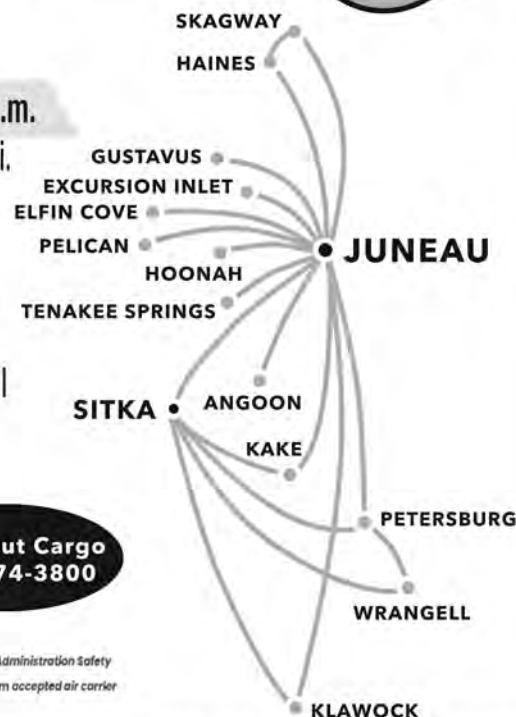 SKAGWAY
HAINES
.m.
i.
GUSTAVUS
EXCURSION INLET
ELFIN COVE
PELICAN
JUNEAU
HOONAH
TENAKEE SPRINGS
SITKA
ANGOON
KAKE
PETERSBURG
ut Cargo
74-3800
WRANGELL
Administration Safety
m accepted air carrier
KLAWOCK